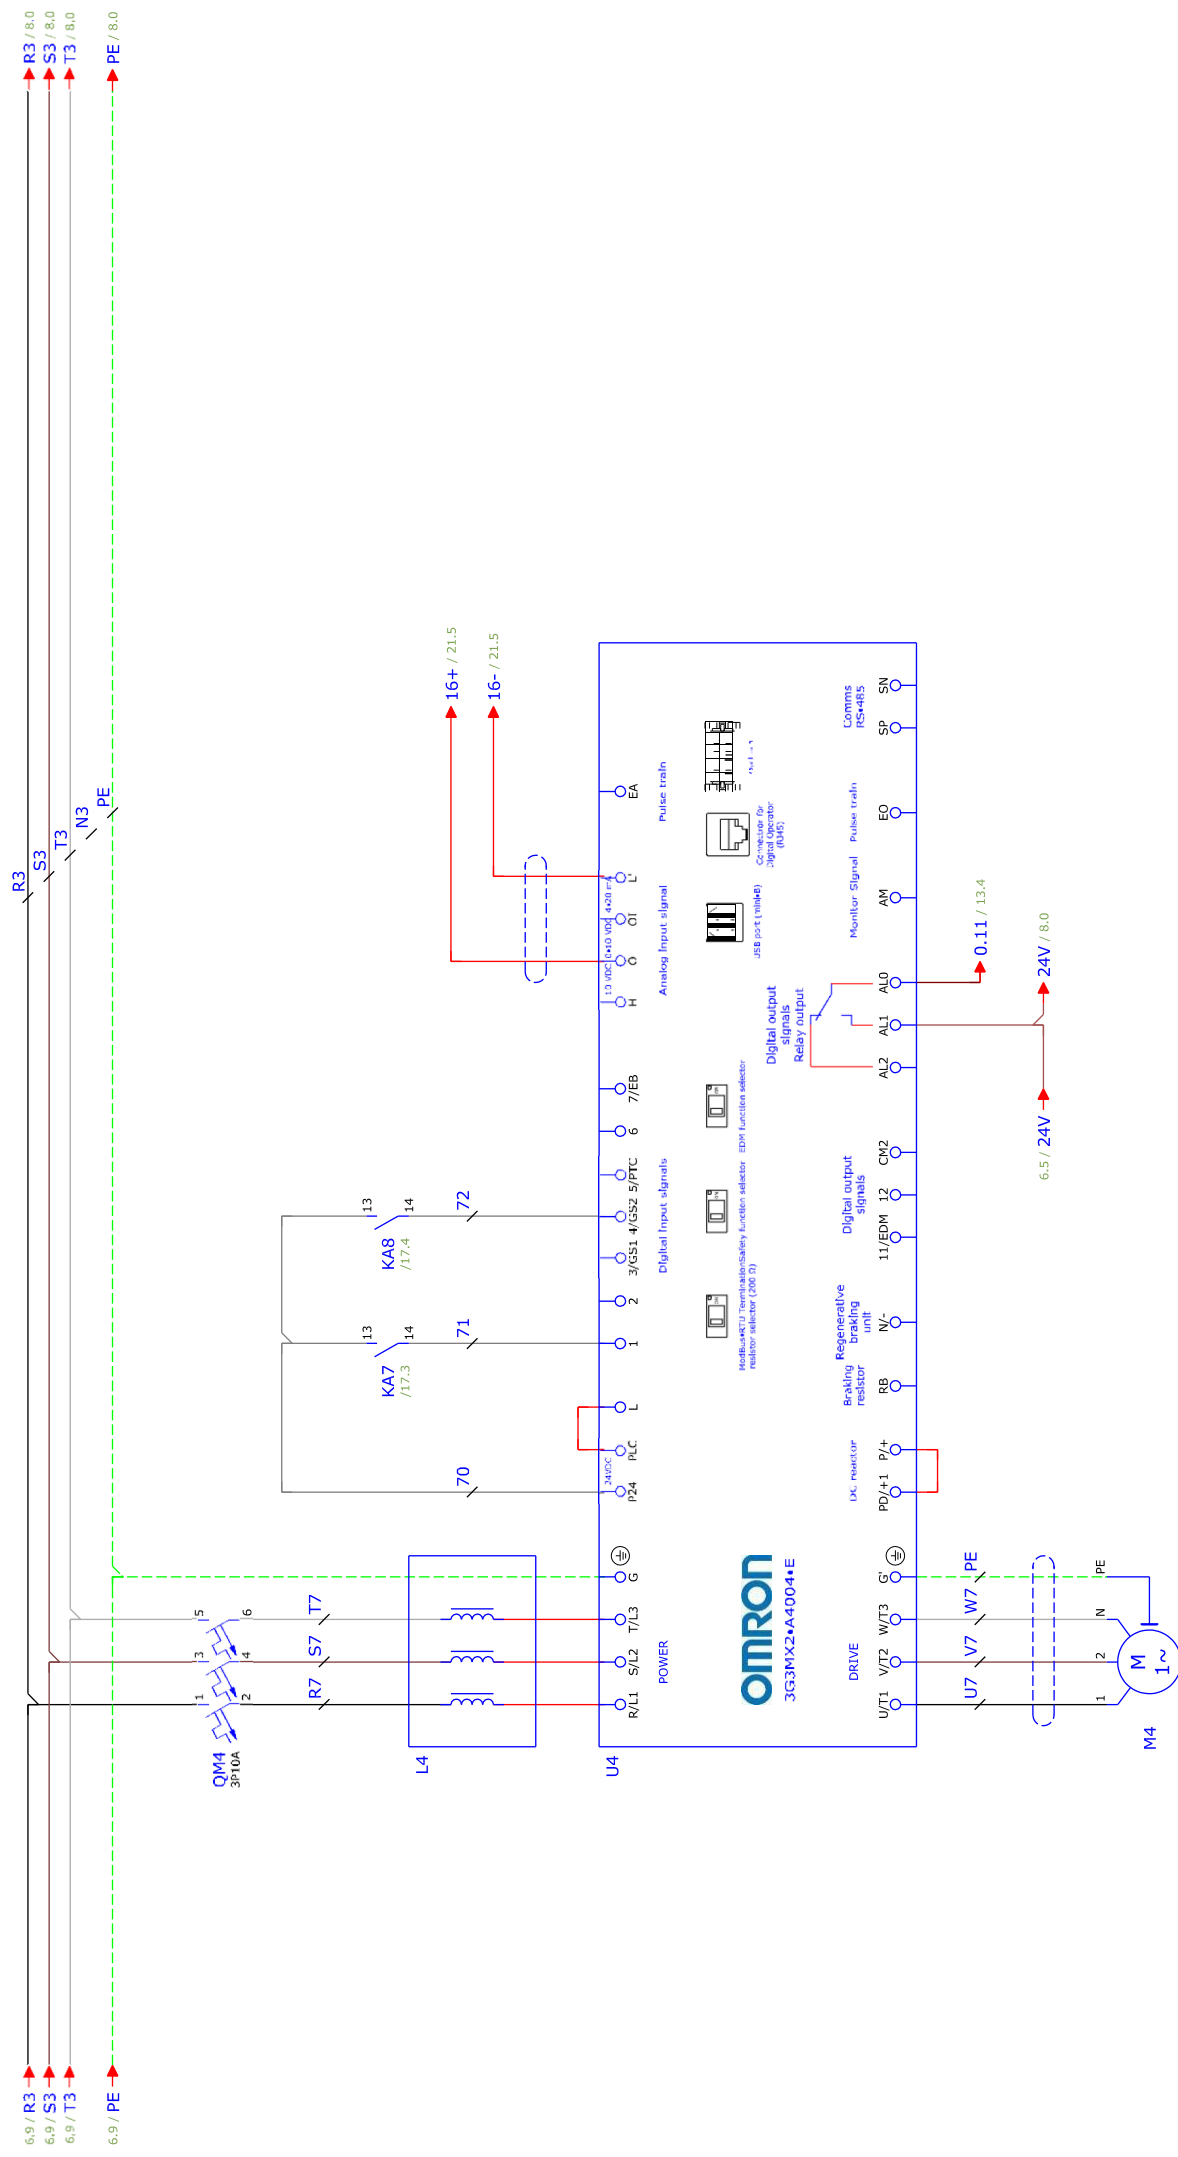 6.9 / R3
6.9 / S3
6.9 / T3
6.9 / PE
R3 / 8.0
S3 / 8.0
T3 / 8.0
PE / 8.0
R3
S3
T3
N3
PE
QM4
3P10A
1
2
3
4
5
6
R7
S7
T7
L4
70
KA7
/17.3
13
14
71
KA8
/17.4
13
14
72
16+ / 21.5
16- / 21.5
U4
R/L1
S/L2
T/L3
G
P24
PLC
L
1
2
3/GS1
4/GS2
5/PTC
6
7/EB
H
O
OI
L'
EA
24VDC
10 VDC
0•10 VDC
4•20 mA
POWER
Digital input signals
Analog input signal
Pulse train
ModBus•RTU Termination
resistor selector (200 Ω)
Safety function selector
EDM function selector
USB port (mini•B)
Connector for
Digital Operator
(RJ45)
OMRON
3G3MX2•A4004•E
DRIVE
DC reactor
Braking
resistor
Regenerative
braking
unit
Digital output
signals
Digital output
signals
Relay output
Monitor Signal
Pulse train
Comms
RS•485
U/T1
V/T2
W/T3
G'
PD/+1
P/+
RB
N/-
11/EDM
12
CM2
AL2
AL1
AL0
AM
EO
SP
SN
U7
V7
W7
PE
0.11 / 13.4
6.5 / 24V
24V / 8.0
1
2
N
PE
M
1~
M4